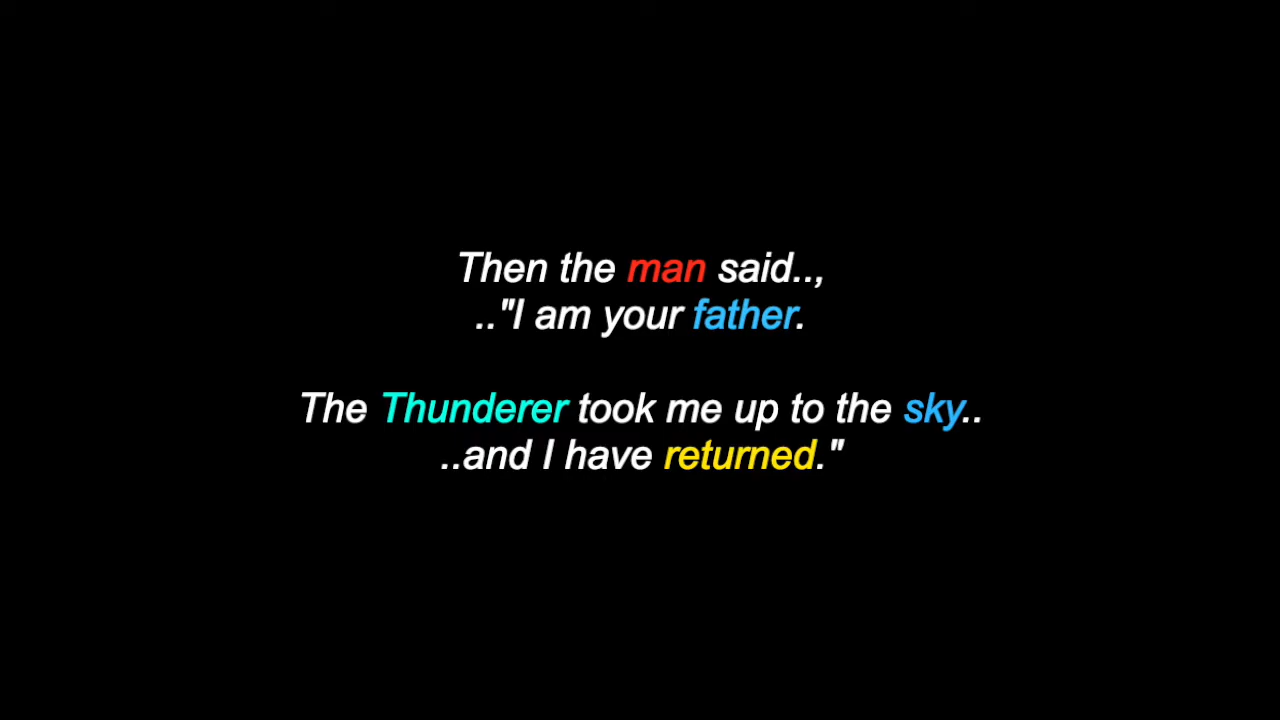 Then the man said..,
.."I am your father.
The Thunderer took me up to the sky..
..and I have returned."